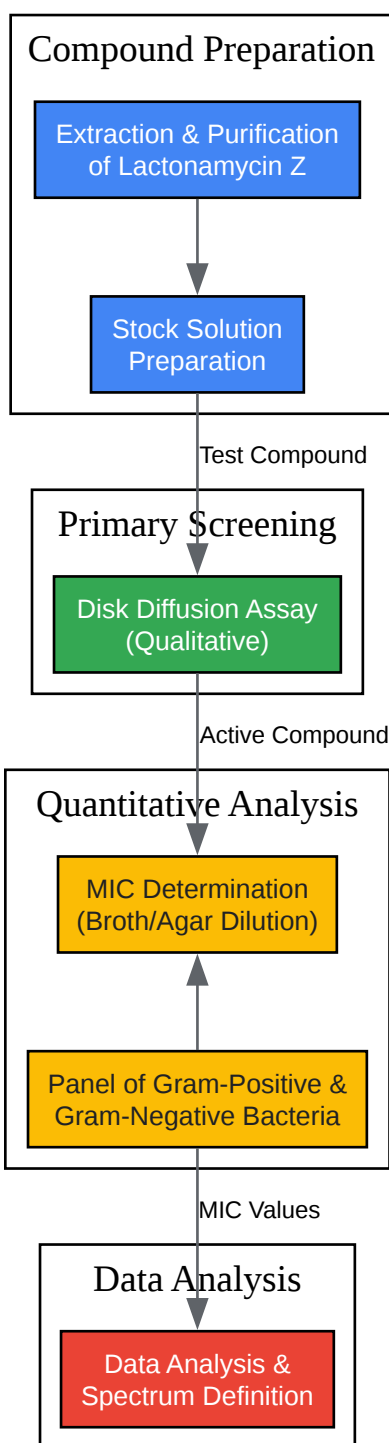 Compound Preparation
Extraction & Purification
of Lactonamycin Z
Stock Solution
Preparation
Test Compound
Primary Screening
Disk Diffusion Assay
(Qualitative)
Active Compound
Quantitative Analysis
MIC Determination
(Broth/Agar Dilution)
Panel of Gram-Positive &
Gram-Negative Bacteria
MIC Values
Data Analysis
Data Analysis &
Spectrum Definition